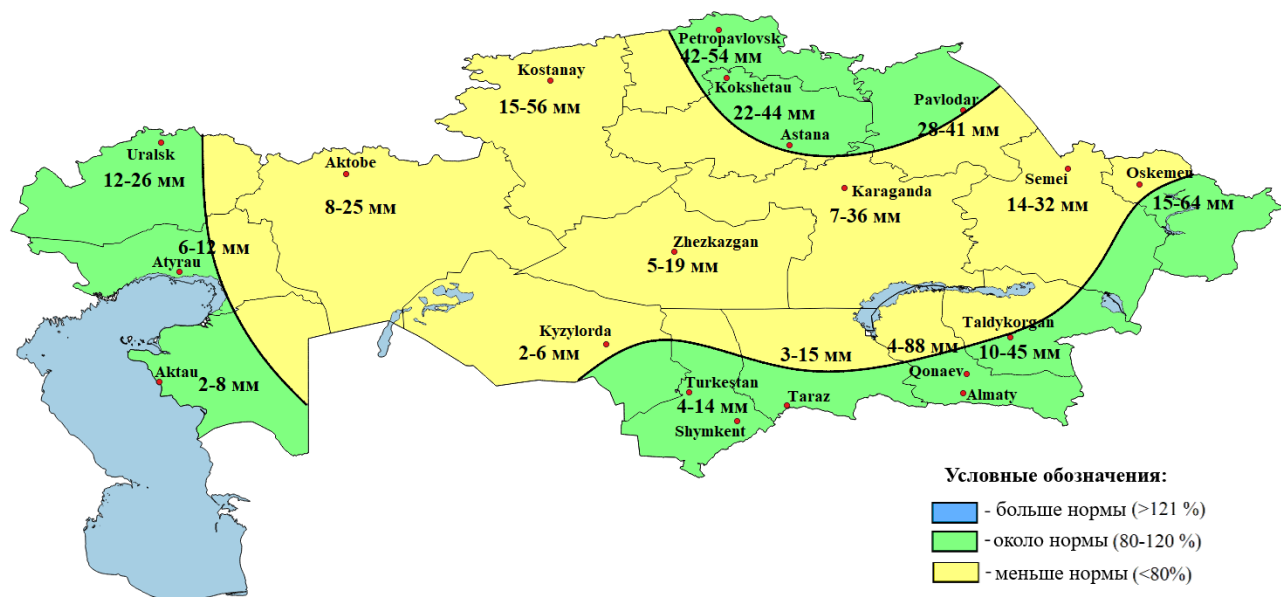 Petropavlovsk
42-54 мм
Kostanay
15-56 мм
Kokshetau
22-44 мм
Pavlodar
28-41 мм
Astana
Uralsk
12-26 мм
Aktobe
8-25 мм
Karaganda
7-36 мм
Semei
14-32 мм
Oskemen
15-64 мм
6-12 мм
Atyrau
Zhezkazgan
5-19 мм
Kyzylorda
2-6 мм
3-15 мм
4-88 мм
Taldykorgan
10-45 мм
Aktau
2-8 мм
Turkestan
4-14 мм
Shymkent
Taraz
Qonaev
Almaty
Условные обозначения:
- больше нормы (>121 %)
- около нормы (80-120 %)
- меньше нормы (<80%)